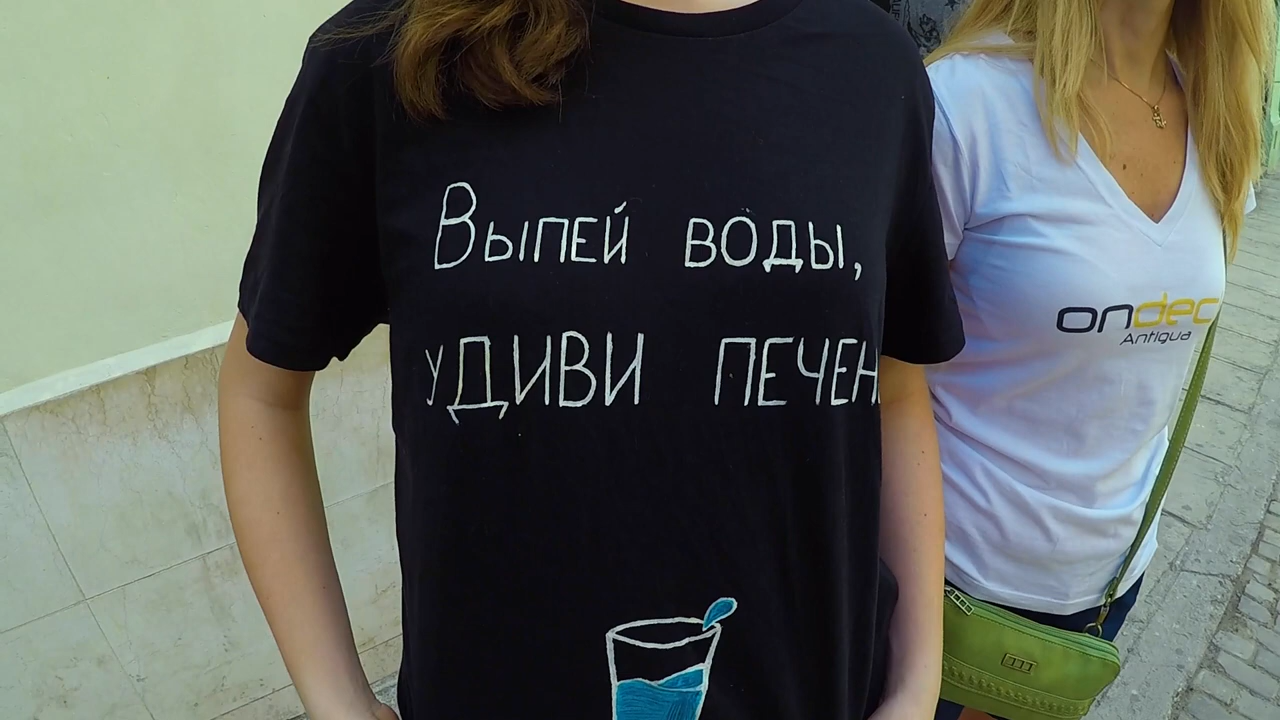 Выпей воды,
удиви печен
ondec
Antigua